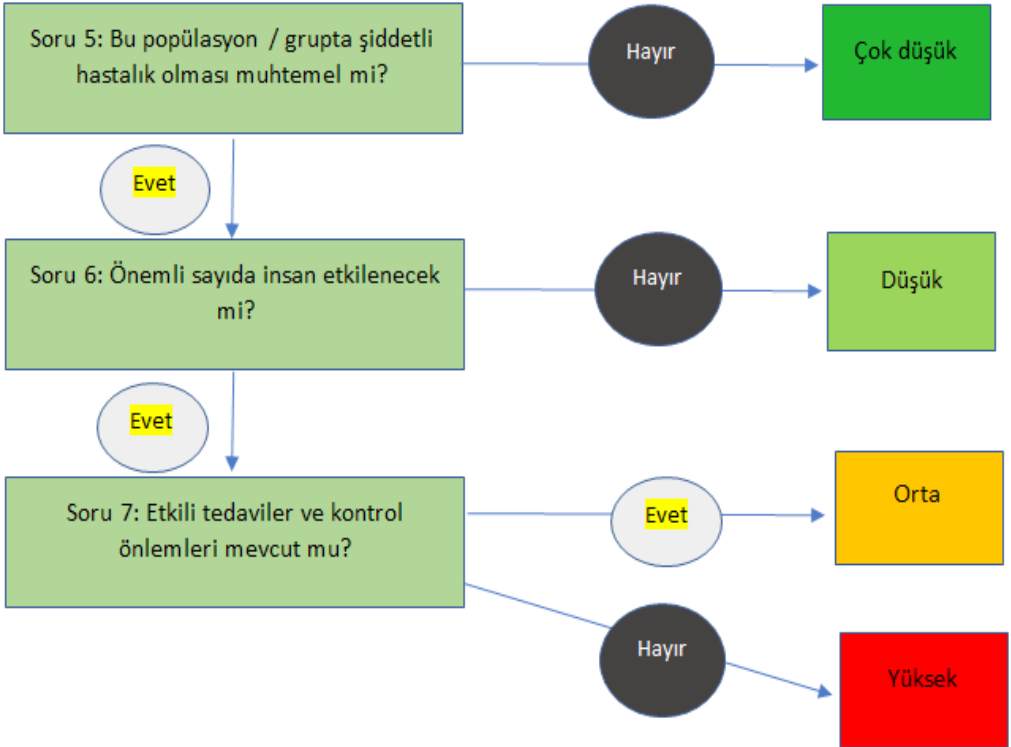 Soru 5: Bu popülasyon / grupta şiddetli
hastalık olması muhtemel mi?
Hayır
Çok düşük
Evet
Soru 6: Önemli sayıda insan etkilenecek
mi?
Hayır
Düşük
Evet
Soru 7: Etkili tedaviler ve kontrol
önlemleri mevcut mu?
Evet
Orta
Hayır
Yüksek